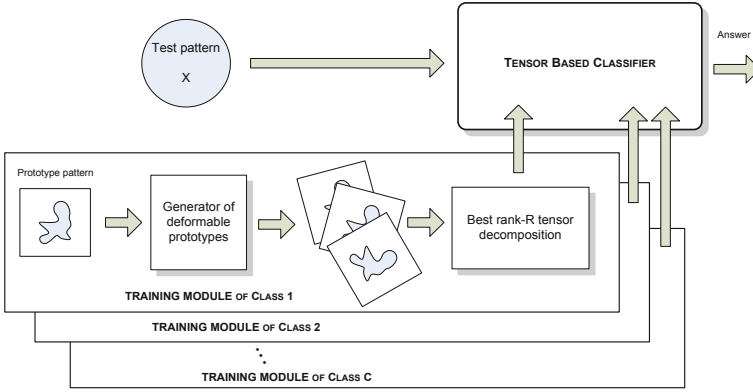 Test pattern
X
TENSOR BASED CLASSIFIER
Answer
Prototype pattern
Generator of
deformable
prototypes
Best rank-R tensor
decomposition
TRAINING MODULE OF CLASS 1
TRAINING MODULE OF CLASS 2
TRAINING MODULE OF CLASS C